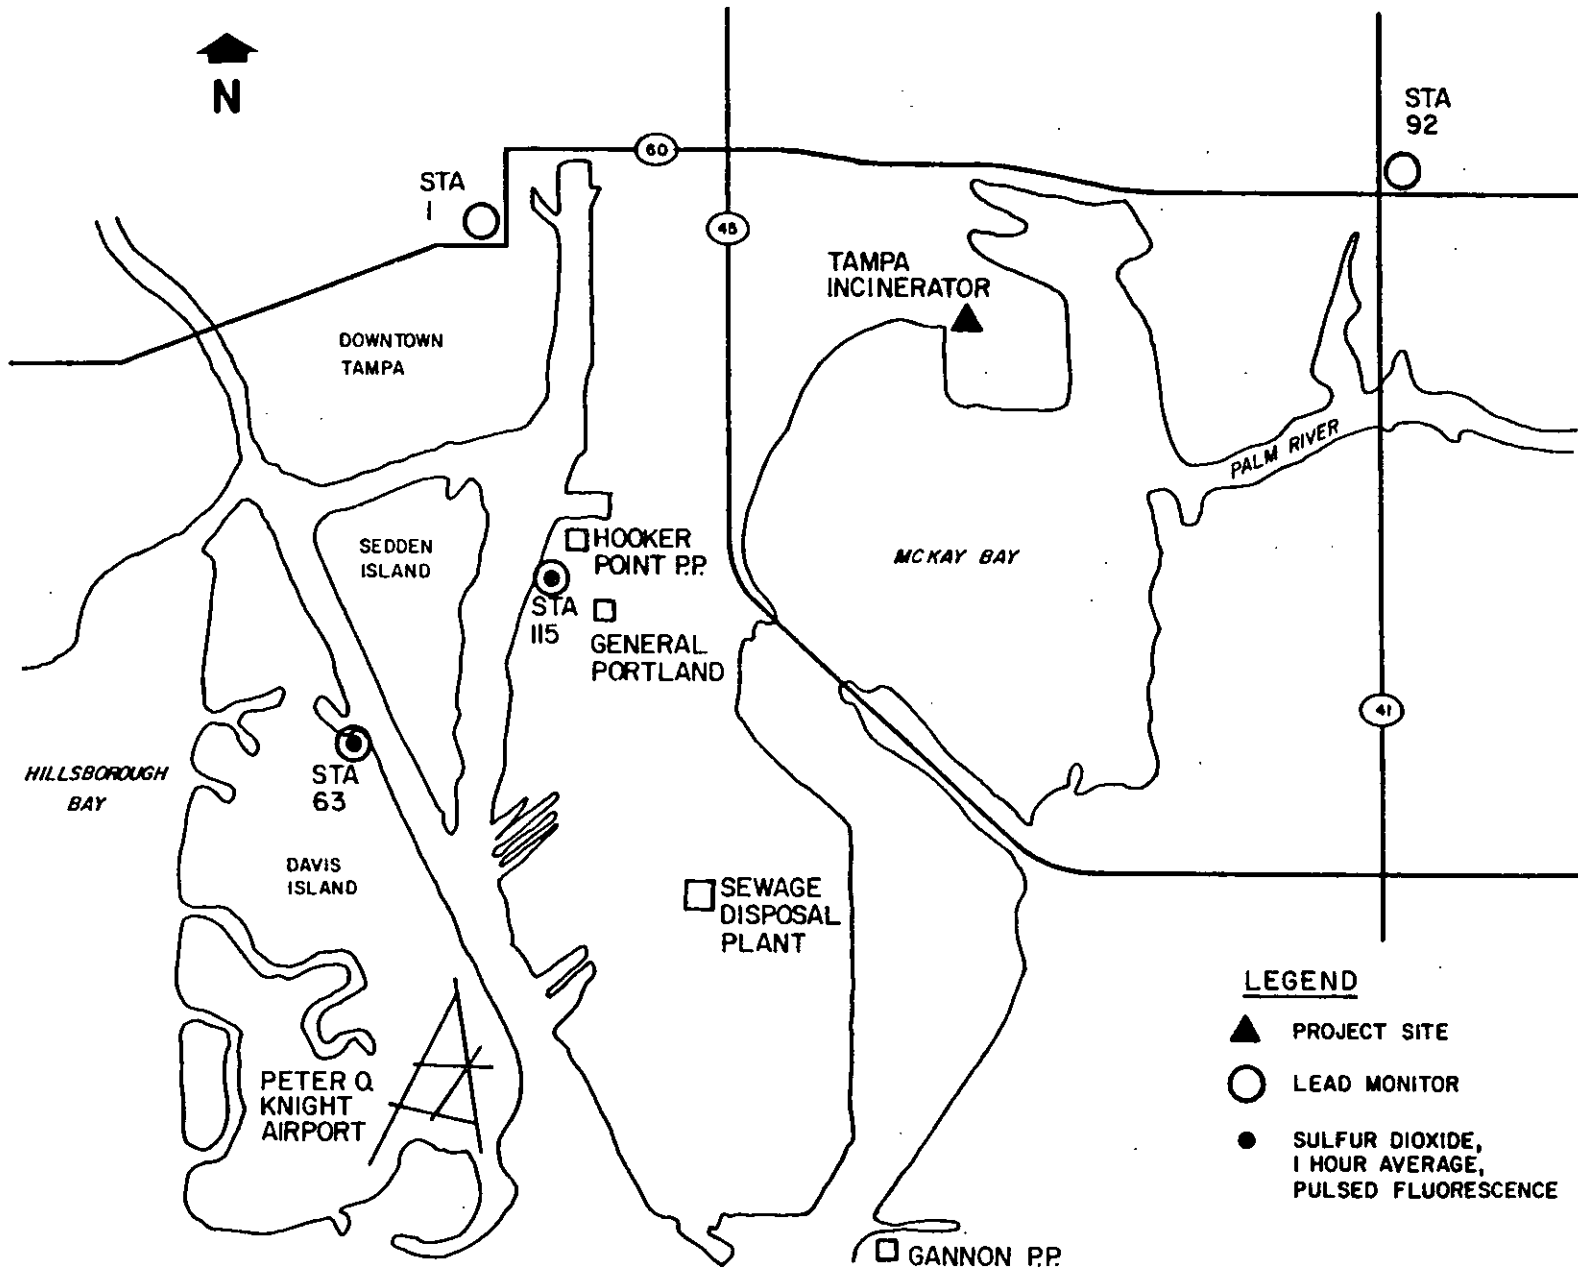 N
STA
92
60
STA
1
45
TAMPA
INCINERATOR
DOWNTOWN
TAMPA
PALM RIVER
SEDDEN
ISLAND
HOOKER
POINT P.P.
MCKAY BAY
STA
115
GENERAL
PORTLAND
41
HILLSBOROUGH
BAY
STA
63
DAVIS
ISLAND
SEWAGE
DISPOSAL
PLANT
PETER O.
KNIGHT
AIRPORT
GANNON P.P.
LEGEND
PROJECT SITE
LEAD MONITOR
SULFUR DIOXIDE,
1 HOUR AVERAGE,
PULSED FLUORESCENCE